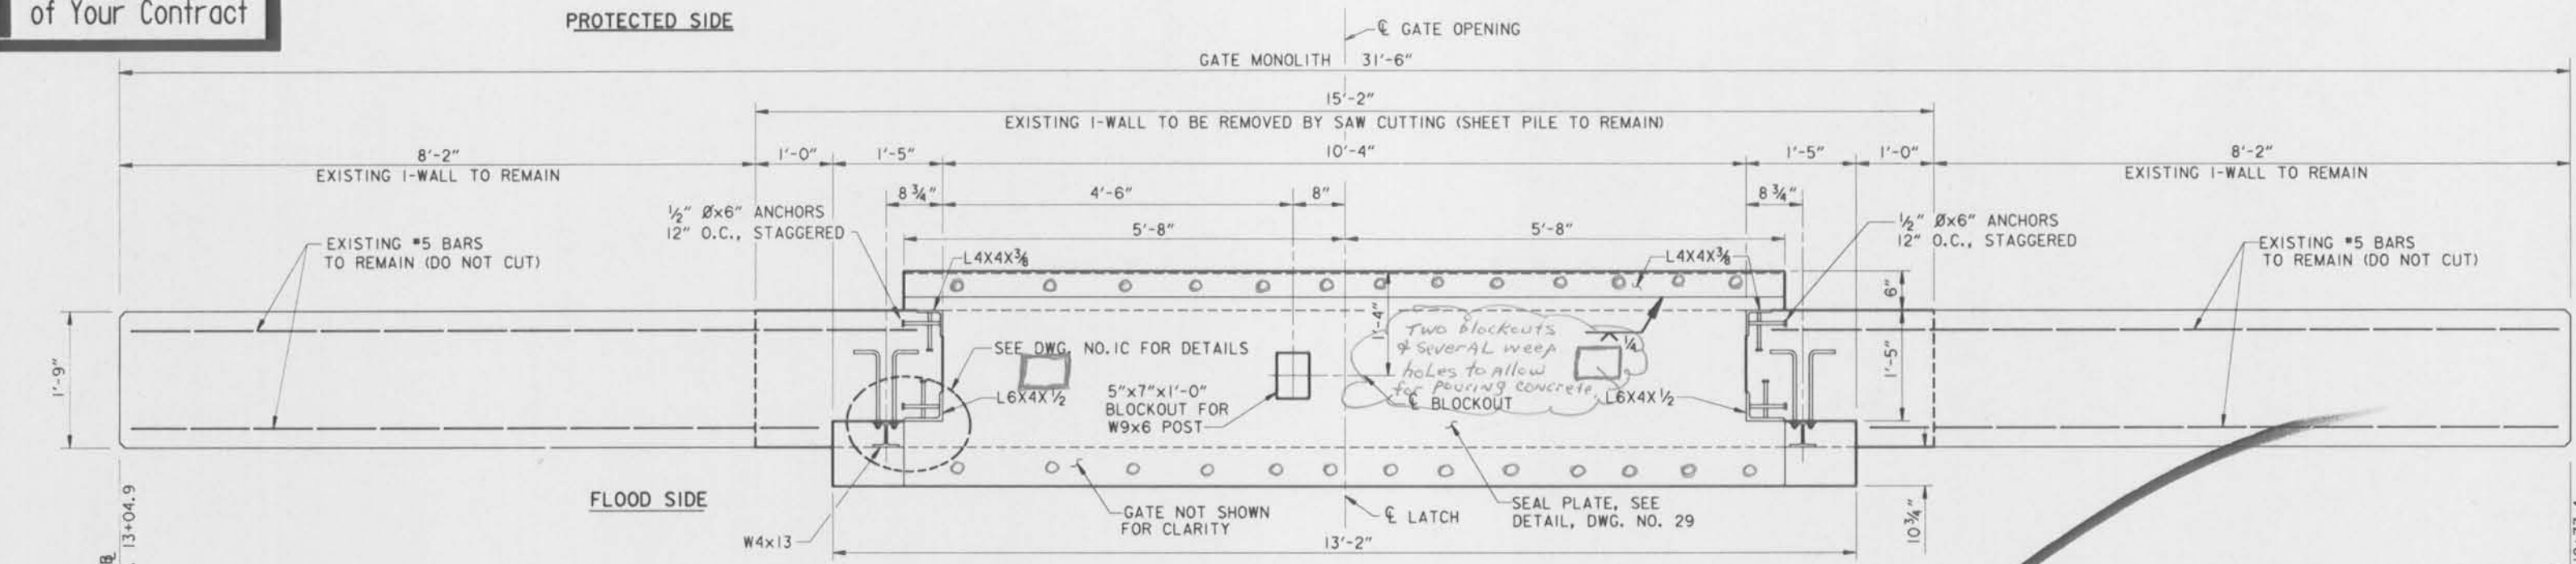 of Your Contract
PROTECTED SIDE
℄ GATE OPENING
GATE MONOLITH 31'-6"
15'-2"
EXISTING I-WALL TO BE REMOVED BY SAW CUTTING (SHEET PILE TO REMAIN)
8'-2"
EXISTING I-WALL TO REMAIN
1'-0"
1'-5"
10'-4"
1'-5"
1'-0"
8'-2"
EXISTING I-WALL TO REMAIN
8 3/4"
4'-6"
8"
8 3/4"
1/2" Øx6" ANCHORS
12" O.C., STAGGERED
5'-8"
5'-8"
1/2" Øx6" ANCHORS
12" O.C., STAGGERED
EXISTING #5 BARS
TO REMAIN (DO NOT CUT)
L4X4X3/8
L4X4X3/8
EXISTING #5 BARS
TO REMAIN (DO NOT CUT)
6"
1'-4"
Two blockouts
& several weep
holes to allow
for pouring concrete.
1/4
1'-9"
SEE DWG. NO. 1C FOR DETAILS
1'-5"
L6X4X1/2
5"x7"x1'-0"
BLOCKOUT FOR
W9x6 POST
℄ BLOCKOUT
L6X4X1/2
FLOOD SIDE
GATE NOT SHOWN
FOR CLARITY
℄ LATCH
SEAL PLATE, SEE
DETAIL, DWG. NO. 29
10 3/4"
W4x13
13'-2"
℄
13+04.9